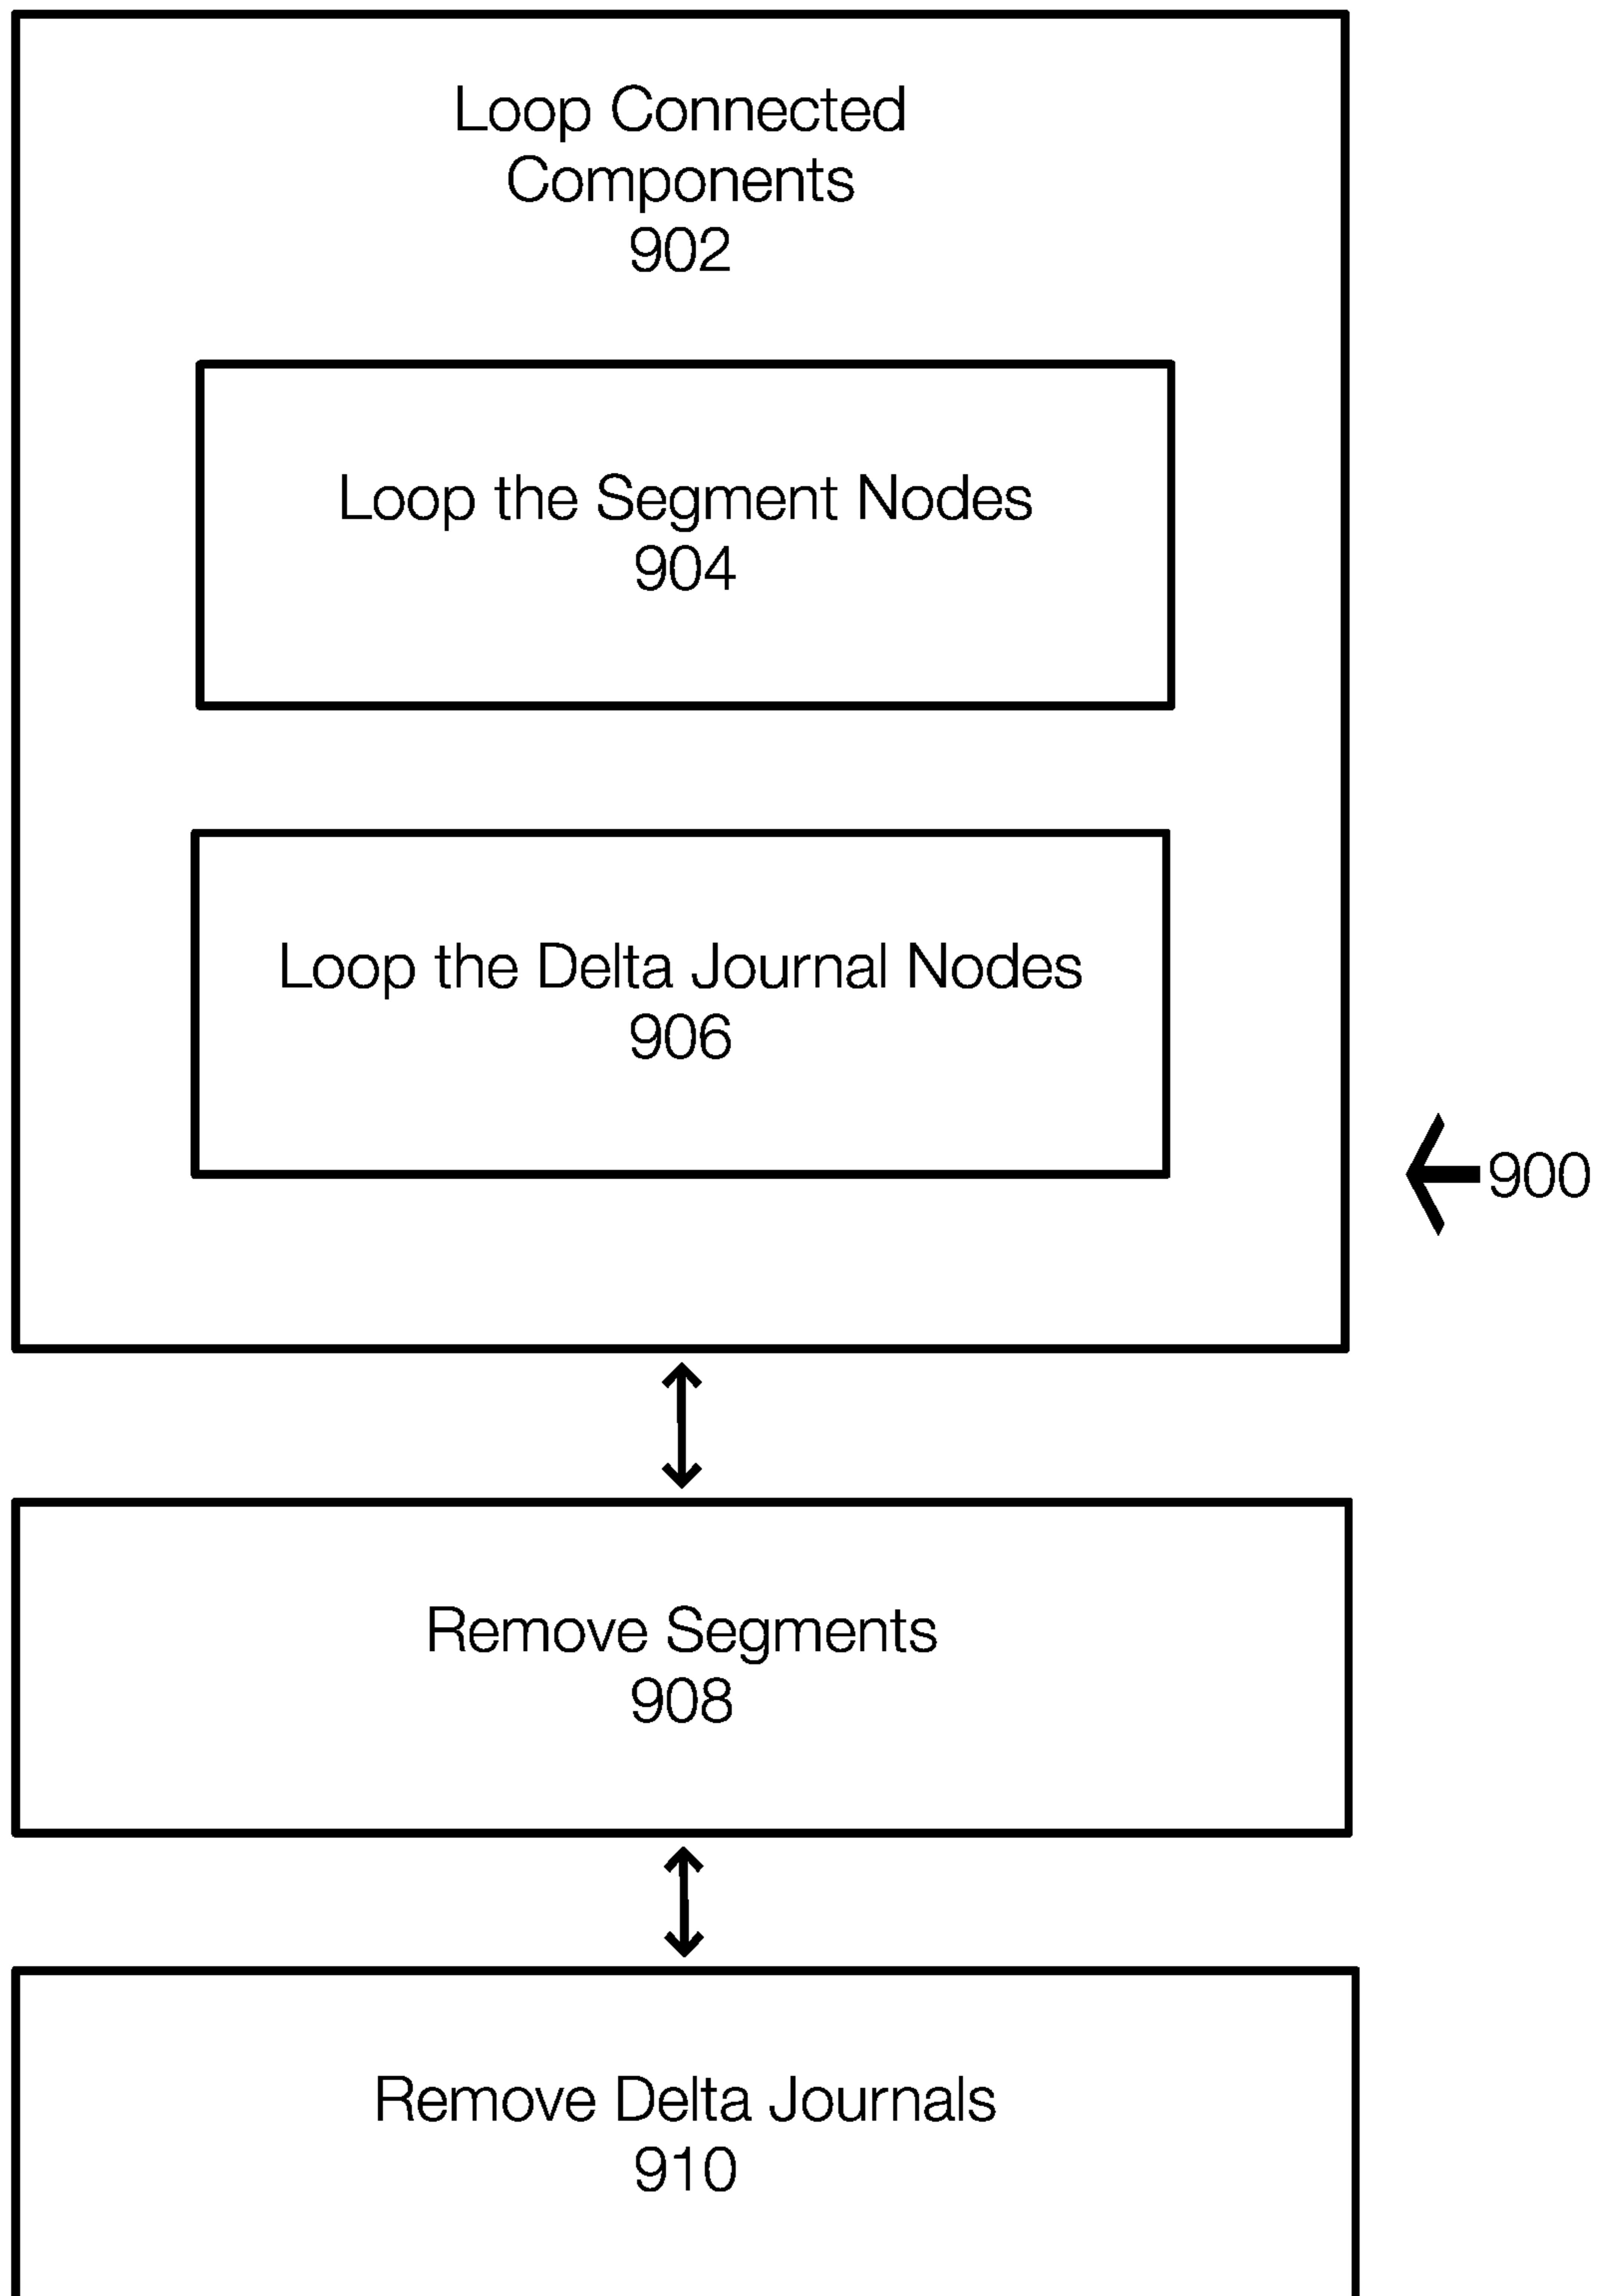 Loop Connected
Components
902
Loop the Segment Nodes
904
Loop the Delta Journal Nodes
906
900
Remove Segments
908
Remove Delta Journals
910